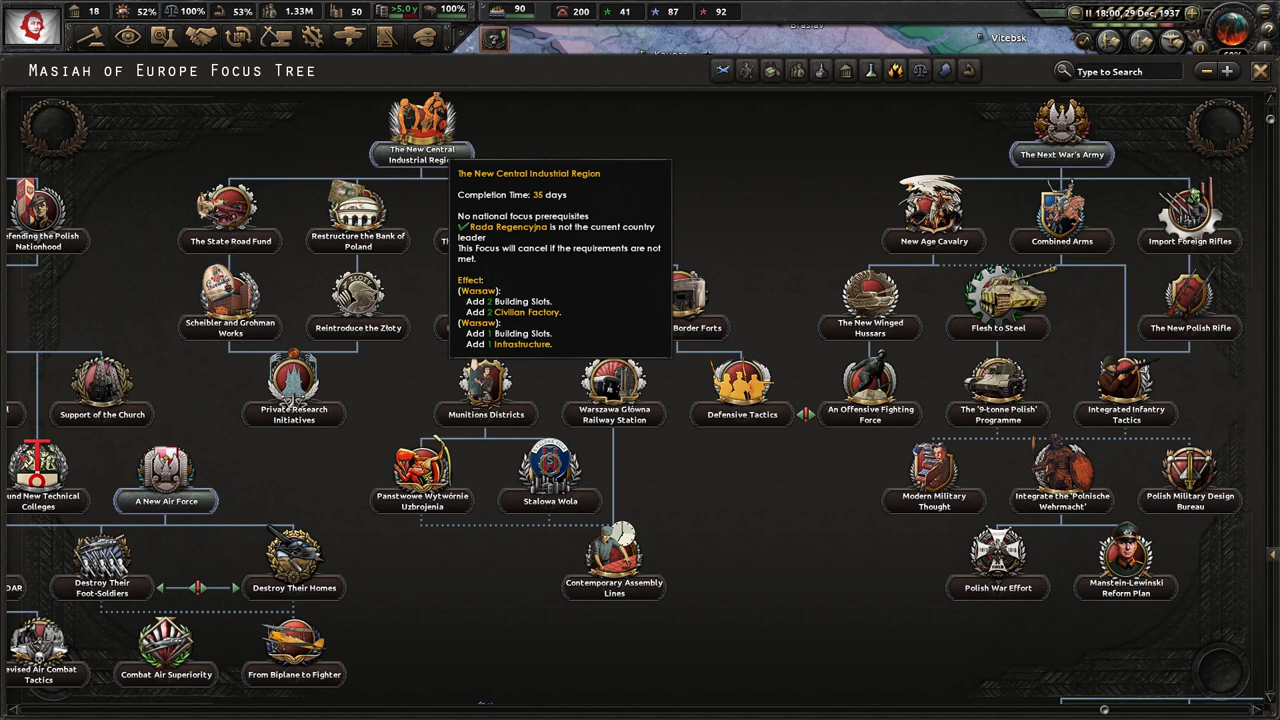 18 52% 100% 53% 1.33M 50 >5.0 y 100% 90 200 41 87 92
18:00, 29 Dec, 1937
Vitebsk
Masiah of Europe Focus Tree
Type to Search
The New Central
Industrial Regi
The Next War's Army
The New Central Industrial Region
Completion Time: 35 days
No national focus prerequisites
Rada Regencyjna is not the current country
leader
This Focus will cancel if the requirements are not
met.
Effect:
(Warsaw):
Add 2 Building Slots.
Add 2 Civilian Factory.
(Warsaw):
Add 1 Building Slots.
Add 1 Infrastructure.
efending the Polish
Nationhood
The State Road Fund
Restructure the Bank of
Poland
New Age Cavalry
Combined Arms
Import Foreign Rifles
Scheibler and Grohman
Works
Reintroduce the Złoty
Border Forts
The New Winged
Hussars
Flesh to Steel
The New Polish Rifle
Support of the Church
Private Research
Initiatives
Munitions Districts
Warszawa Główna
Railway Station
Defensive Tactics
An Offensive Fighting
Force
The '9-tonne Polish'
Programme
Integrated Infantry
Tactics
und New Technical
Colleges
A New Air Force
Panstwowe Wytwórnie
Uzbrojenia
Stalowa Wola
Modern Military
Thought
Integrate the 'Polnische
Wehrmacht'
Polish Military Design
Bureau
DAR
Destroy Their
Foot-Soldiers
Destroy Their Homes
Contemporary Assembly
Lines
Polish War Effort
Manstein-Lewinski
Reform Plan
evised Air Combat
Tactics
Combat Air Superiority
From Biplane to Fighter